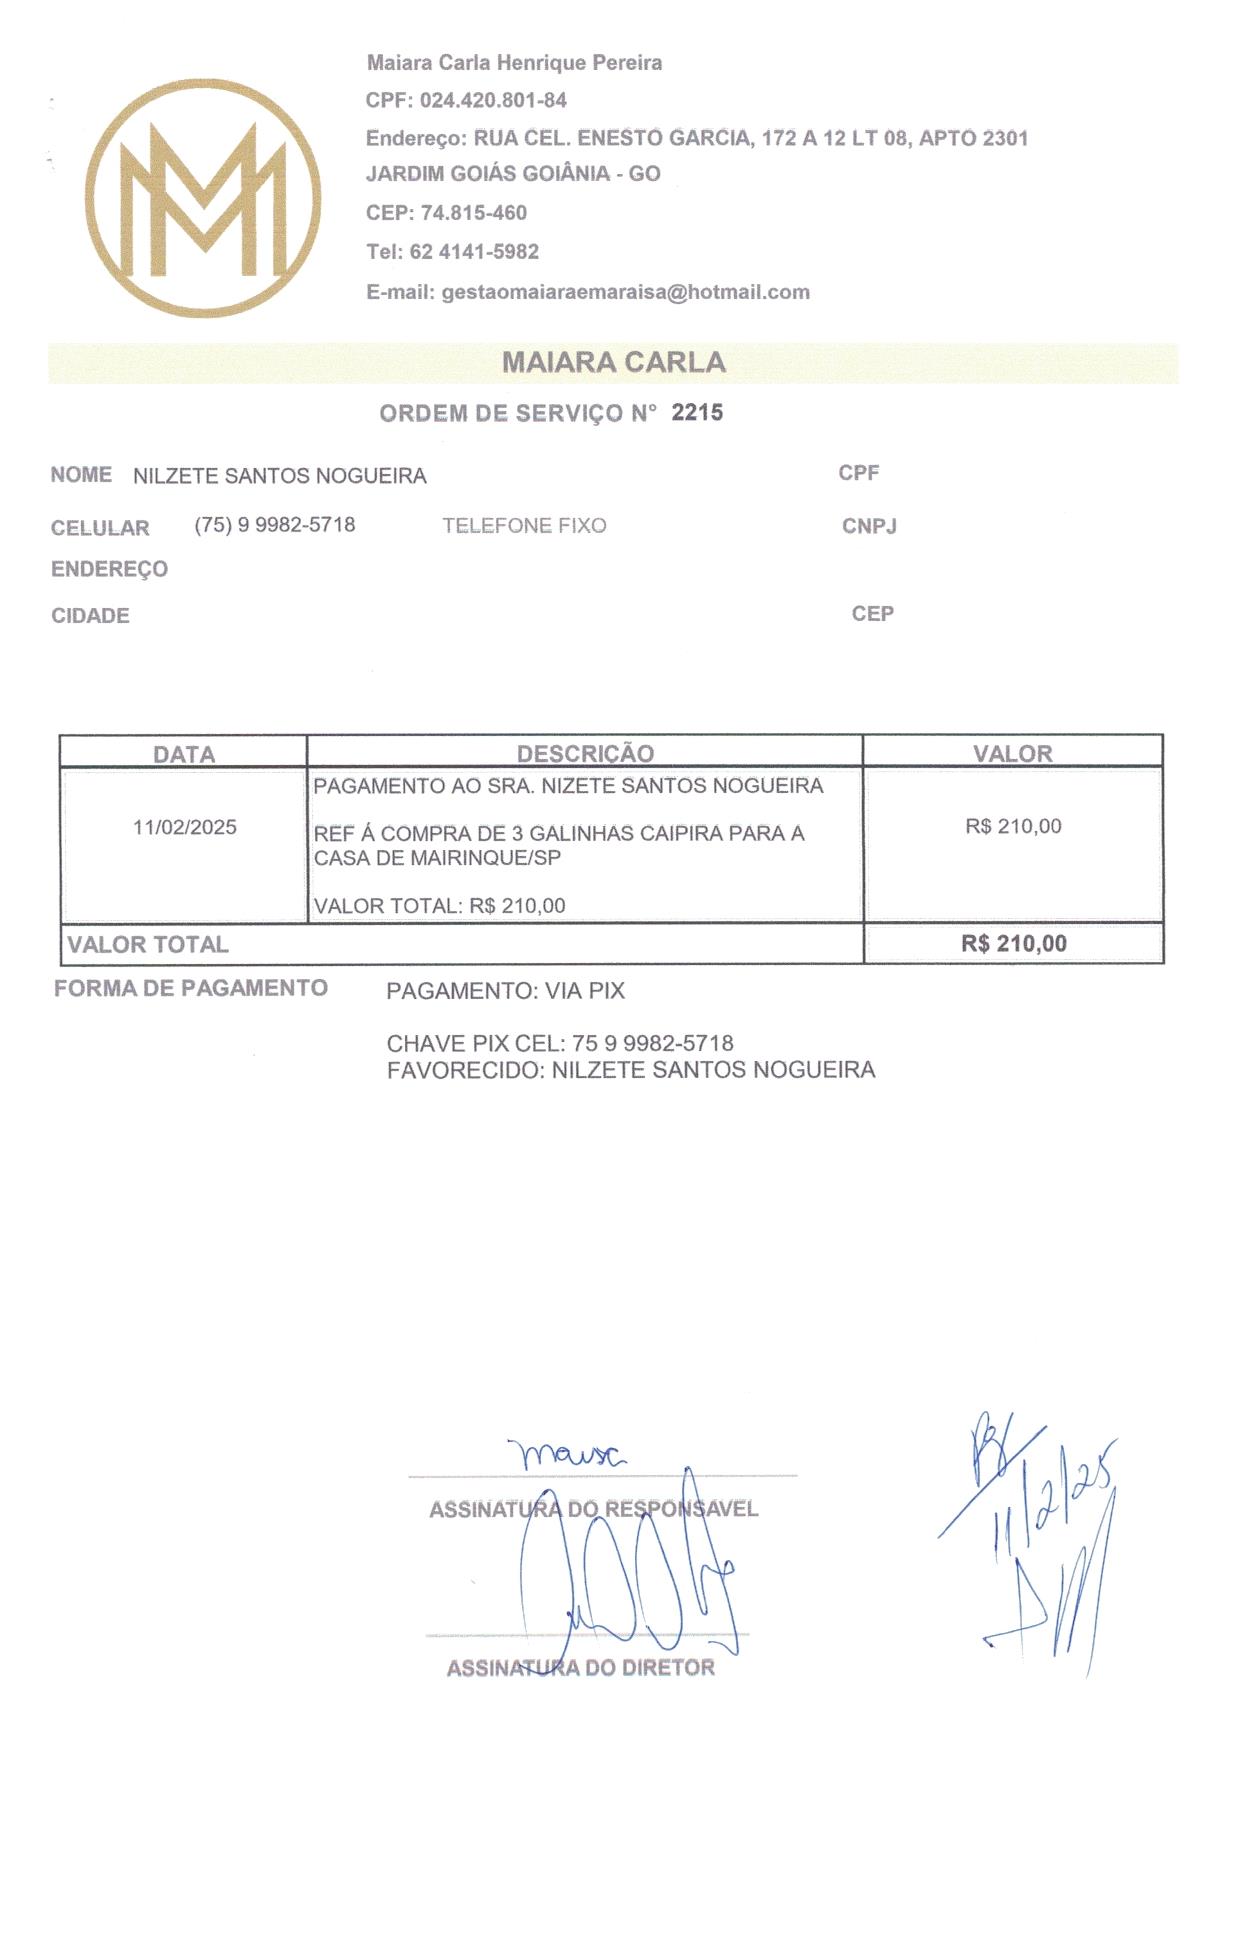 Maiara Carla Henrique Pereira
CPF: 024.420.801-84
Endereço: RUA CEL. ENESTO GARCIA, 172 A 12 LT 08, APTO 2301
JARDIM GOIÁS GOIÂNIA - GO
CEP: 74.815-460
Tel: 62 4141-5982
E-mail: gestaomaiaraemaraisa@hotmail.com
MAIARA CARLA
ORDEM DE SERVIÇO N° 2215
NOME NILZETE SANTOS NOGUEIRA CPF
CELULAR (75) 9 9982-5718 TELEFONE FIXO CNPJ
ENDEREÇO
CIDADE CEP
DATA DESCRIÇÃO VALOR
PAGAMENTO AO SRA. NIZETE SANTOS NOGUEIRA
11/02/2025 REF Á COMPRA DE 3 GALINHAS CAIPIRA PARA A R$ 210,00
CASA DE MAIRINQUE/SP
VALOR TOTAL: R$ 210,00
VALOR TOTAL R$ 210,00
FORMA DE PAGAMENTO PAGAMENTO: VIA PIX
CHAVE PIX CEL: 75 9 9982-5718
FAVORECIDO: NILZETE SANTOS NOGUEIRA
ASSINATURA DO RESPONSAVEL
11/2/25
ASSINATURA DO DIRETOR